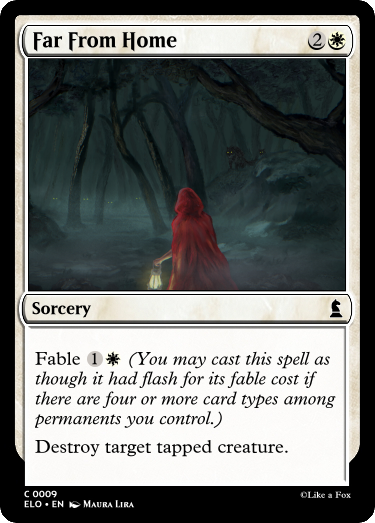 Far From Home 2
Sorcery
Fable 1 (You may cast this spell as
though it had flash for its fable cost if
there are four or more card types among
permanents you control.)
Destroy target tapped creature.
C 0009
ELO • EN Maura Lira
©Like a Fox